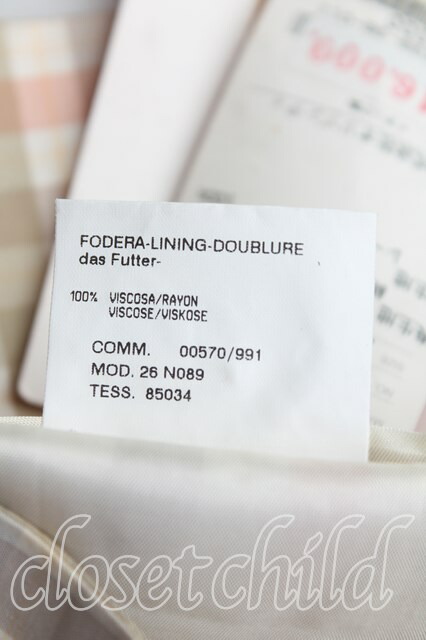 FODERA-LINING-DOUBLURE
das Futter-
100% VISCOSA/RAYON
VISCOSE/VISKOSE
COMM. 00570/991
MOD. 26 N089
TESS. 85034
closet child